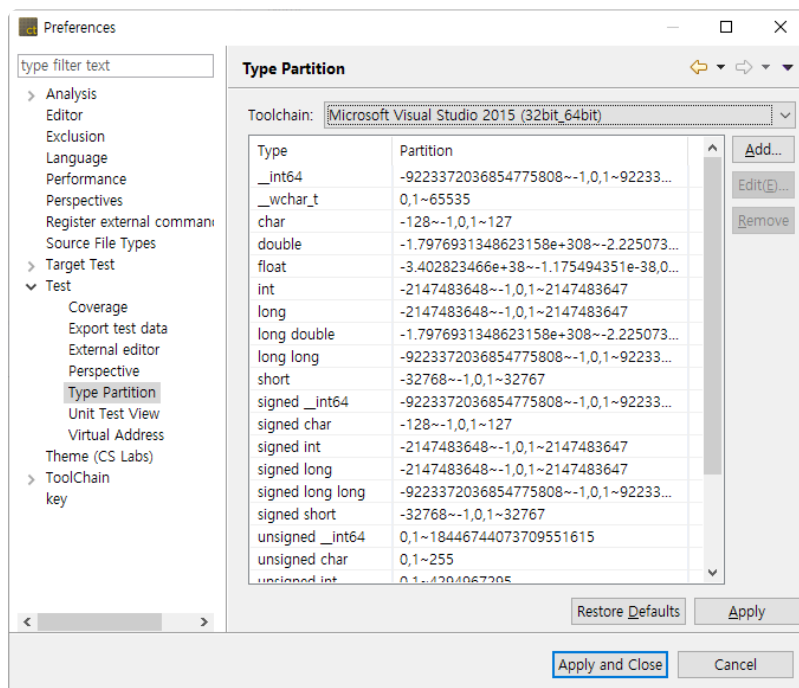 ct Preferences
type filter text
Analysis
Editor
Exclusion
Language
Performance
Perspectives
Register external comman
Source File Types
Target Test
Test
Coverage
Export test data
External editor
Perspective
Type Partition
Unit Test View
Virtual Address
Theme (CS Labs)
ToolChain
key
Type Partition
Toolchain: Microsoft Visual Studio 2015 (32bit_64bit)
Type Partition
__int64 -9223372036854775808~-1,0,1~92233...
__wchar_t 0,1~65535
char -128~-1,0,1~127
double -1.7976931348623158e+308~-2.225073...
float -3.402823466e+38~-1.175494351e-38,0...
int -2147483648~-1,0,1~2147483647
long -2147483648~-1,0,1~2147483647
long double -1.7976931348623158e+308~-2.225073...
long long -9223372036854775808~-1,0,1~92233...
short -32768~-1,0,1~32767
signed __int64 -9223372036854775808~-1,0,1~92233...
signed char -128~-1,0,1~127
signed int -2147483648~-1,0,1~2147483647
signed long -2147483648~-1,0,1~2147483647
signed long long -9223372036854775808~-1,0,1~92233...
signed short -32768~-1,0,1~32767
unsigned __int64 0,1~18446744073709551615
unsigned char 0,1~255
unsigned int 0,1~4294967295
Add...
Edit(E)...
Remove
Restore Defaults Apply
Apply and Close Cancel